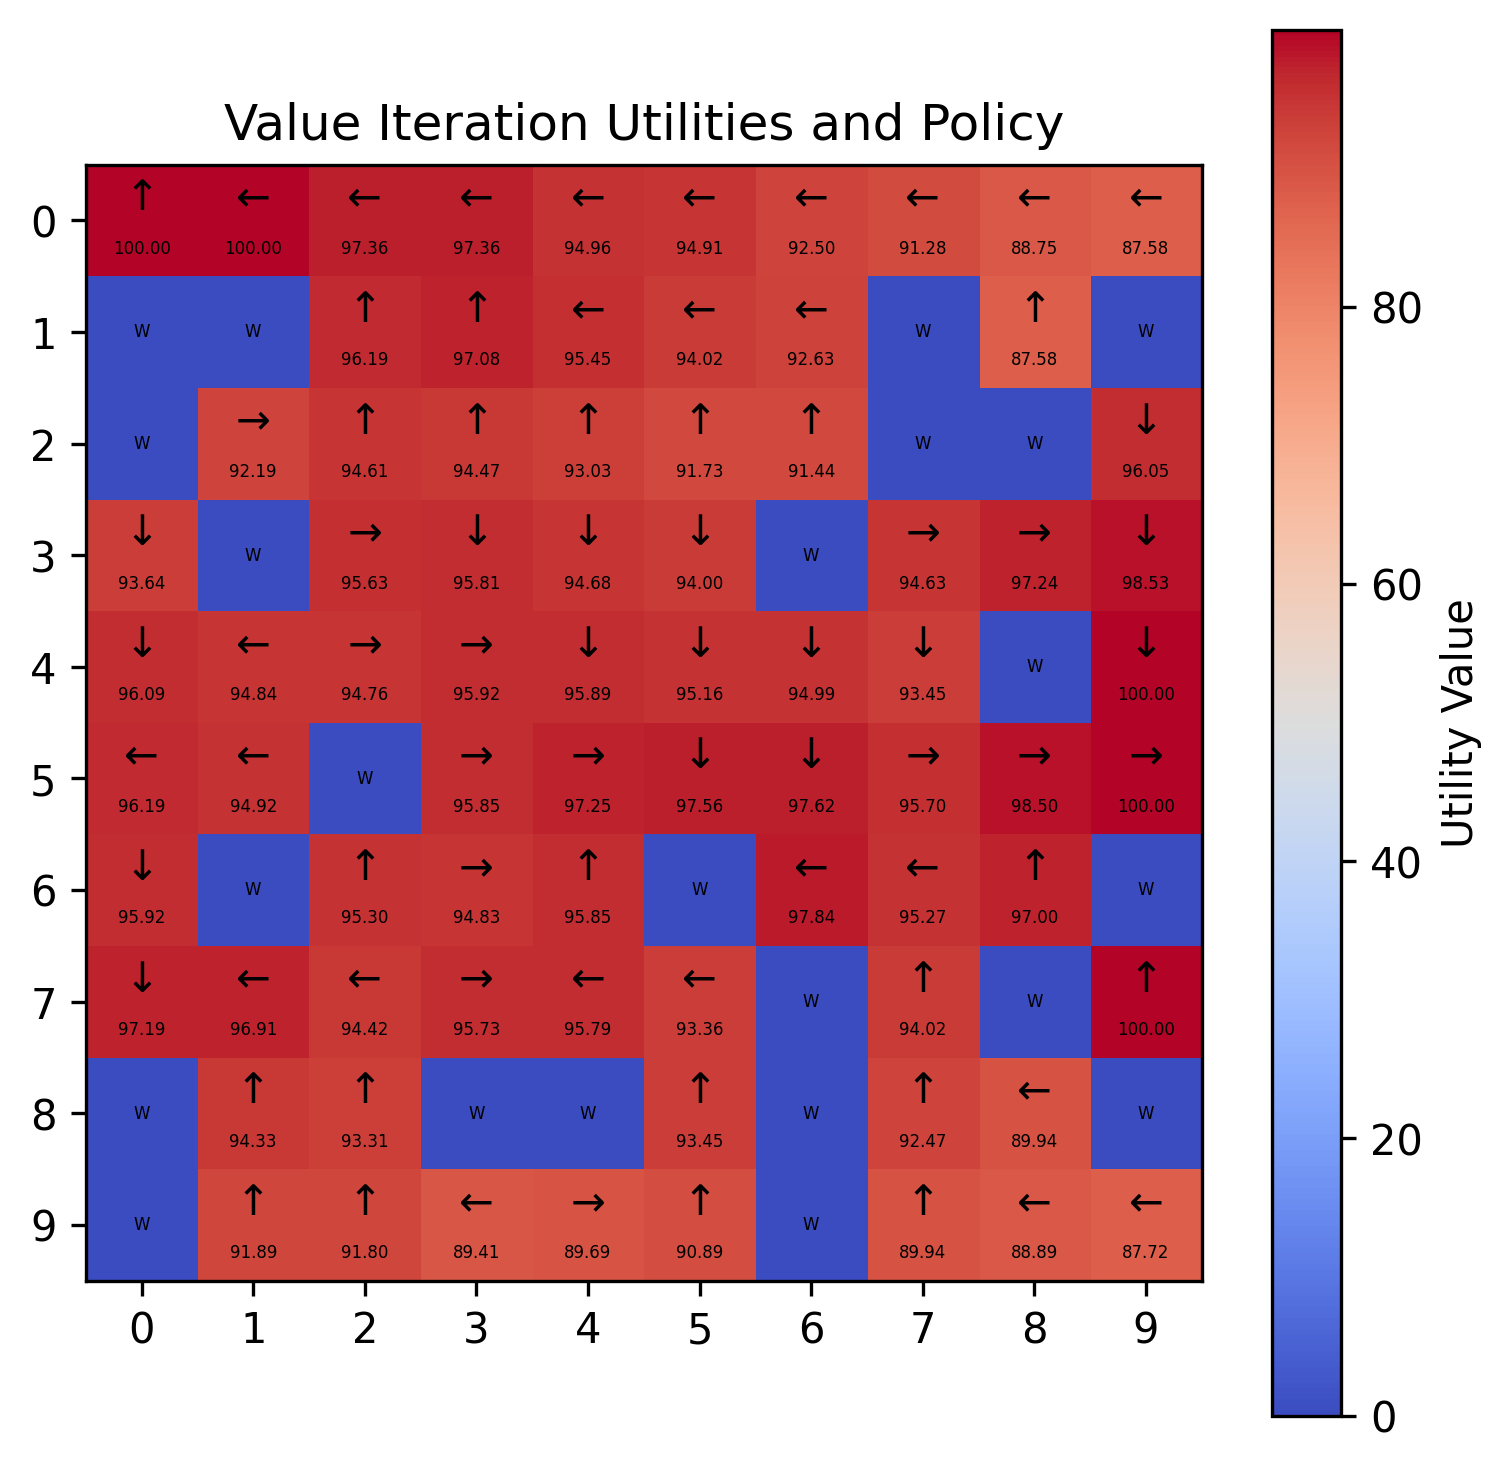 Value Iteration Utilities and Policy
0 ↑ ← ← ← ← ← ← ← ← ←
100.00 100.00 97.36 97.36 94.96 94.91 92.50 91.28 88.75 87.58
1 W W ↑ ↑ ← ← ← W ↑ W
96.19 97.08 95.45 94.02 92.63 87.58
2 W → ↑ ↑ ↑ ↑ ↑ W W ↓
92.19 94.61 94.47 93.03 91.73 91.44 96.05
3 ↓ W → ↓ ↓ ↓ W → → ↓
93.64 95.63 95.81 94.68 94.00 94.63 97.24 98.53
4 ↓ ← → → ↓ ↓ ↓ ↓ W ↓
96.09 94.84 94.76 95.92 95.89 95.16 94.99 93.45 100.00
5 ← ← W → → ↓ ↓ → → →
96.19 94.92 95.85 97.25 97.56 97.62 95.70 98.50 100.00
6 ↓ W ↑ → ↑ W ← ← ↑ W
95.92 95.30 94.83 95.85 97.84 95.27 97.00
7 ↓ ← ← → ← ← W ↑ W ↑
97.19 96.91 94.42 95.73 95.79 93.36 94.02 100.00
8 W ↑ ↑ W W ↑ W ↑ ← W
94.33 93.31 93.45 92.47 89.94
9 W ↑ ↑ ← → ↑ W ↑ ← ←
91.89 91.80 89.41 89.69 90.89 89.94 88.89 87.72
0 1 2 3 4 5 6 7 8 9
80
60
40
20
0
Utility Value